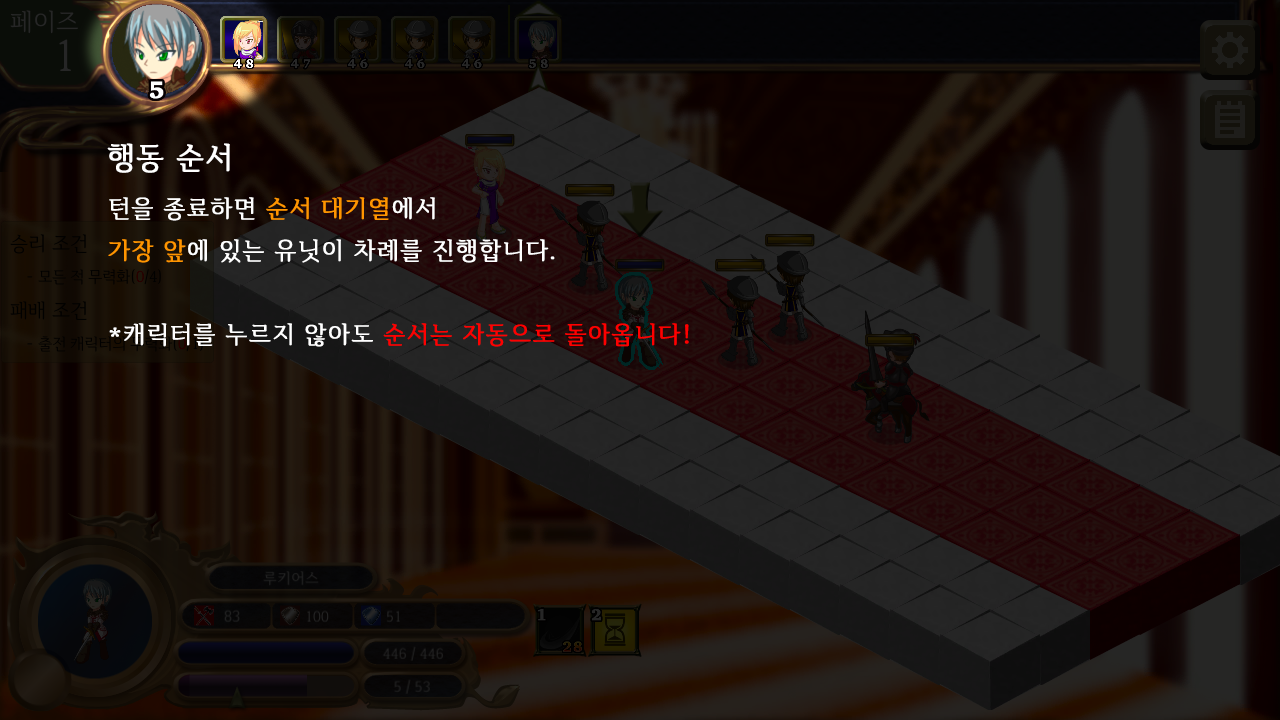 페이즈
1
5
48
47
46
46
46
58
행동 순서
턴을 종료하면 순서 대기열에서
가장 앞에 있는 유닛이 차례를 진행합니다.
*캐릭터를 누르지 않아도 순서는 자동으로 돌아옵니다!
승리 조건
- 모든 적 무력화(0/4)
패배 조건
- 출전 캐릭터
루키어스
83
100
51
446 / 446
5 / 53
1
28
2